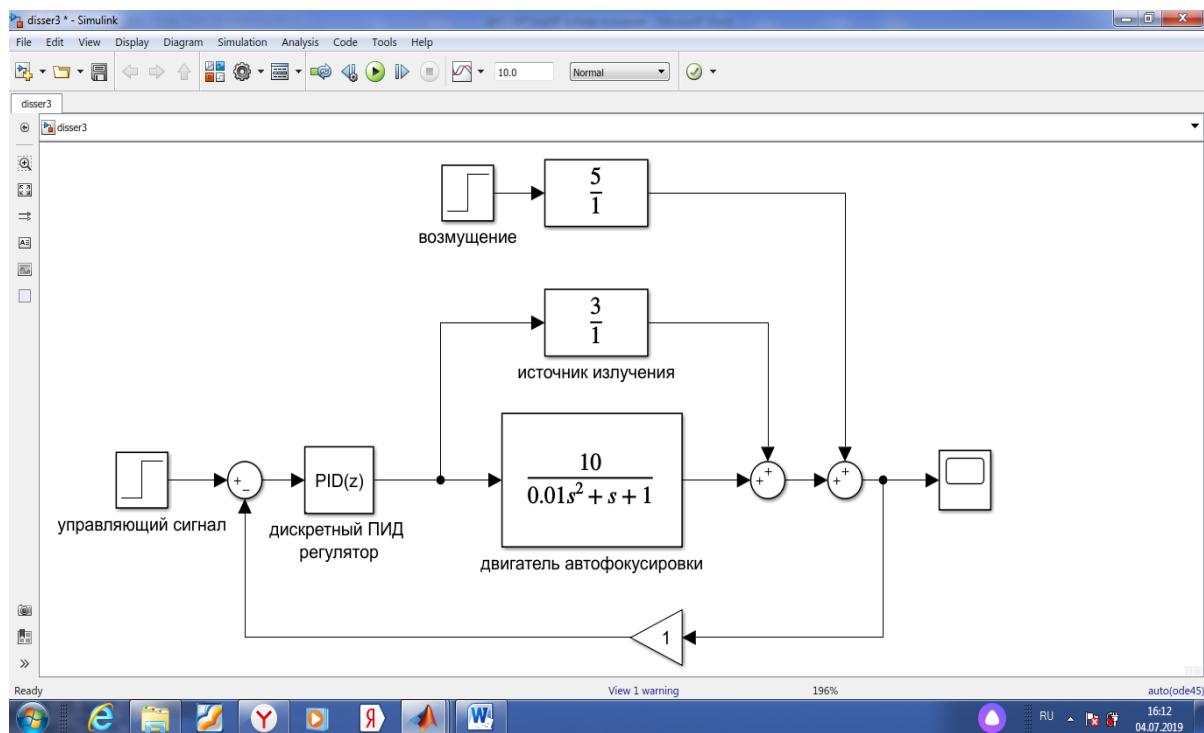 disser3 * - Simulink
File Edit View Display Diagram Simulation Analysis Code Tools Help
10.0 Normal
disser3
disser3
5
1
возмущение
3
1
источник излучения
10
0.01s² + s + 1
PID(z)
управляющий сигнал
дискретный ПИД
регулятор
двигатель автофокусировки
1
Ready View 1 warning 196% auto(ode45)
RU 16:12
04.07.2019